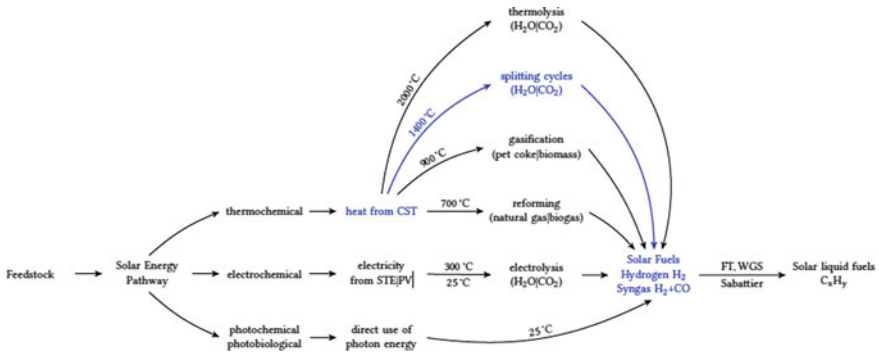 thermolysis
(H₂O|CO₂)
2000 °C
splitting cycles
(H₂O|CO₂)
1400 °C
gasification
(pet coke|biomass)
900 °C
thermochemical
heat from CST
700 °C
reforming
(natural gas|biogas)
Feedstock
Solar Energy
Pathway
electrochemical
electricity
from STE|PV|
300 °C
25 °C
electrolysis
(H₂O|CO₂)
Solar Fuels
Hydrogen H₂
Syngas H₂+CO
FT, WGS
Sabattier
Solar liquid fuels
CₓHᵧ
photochemical
photobiological
direct use of
photon energy
25 °C